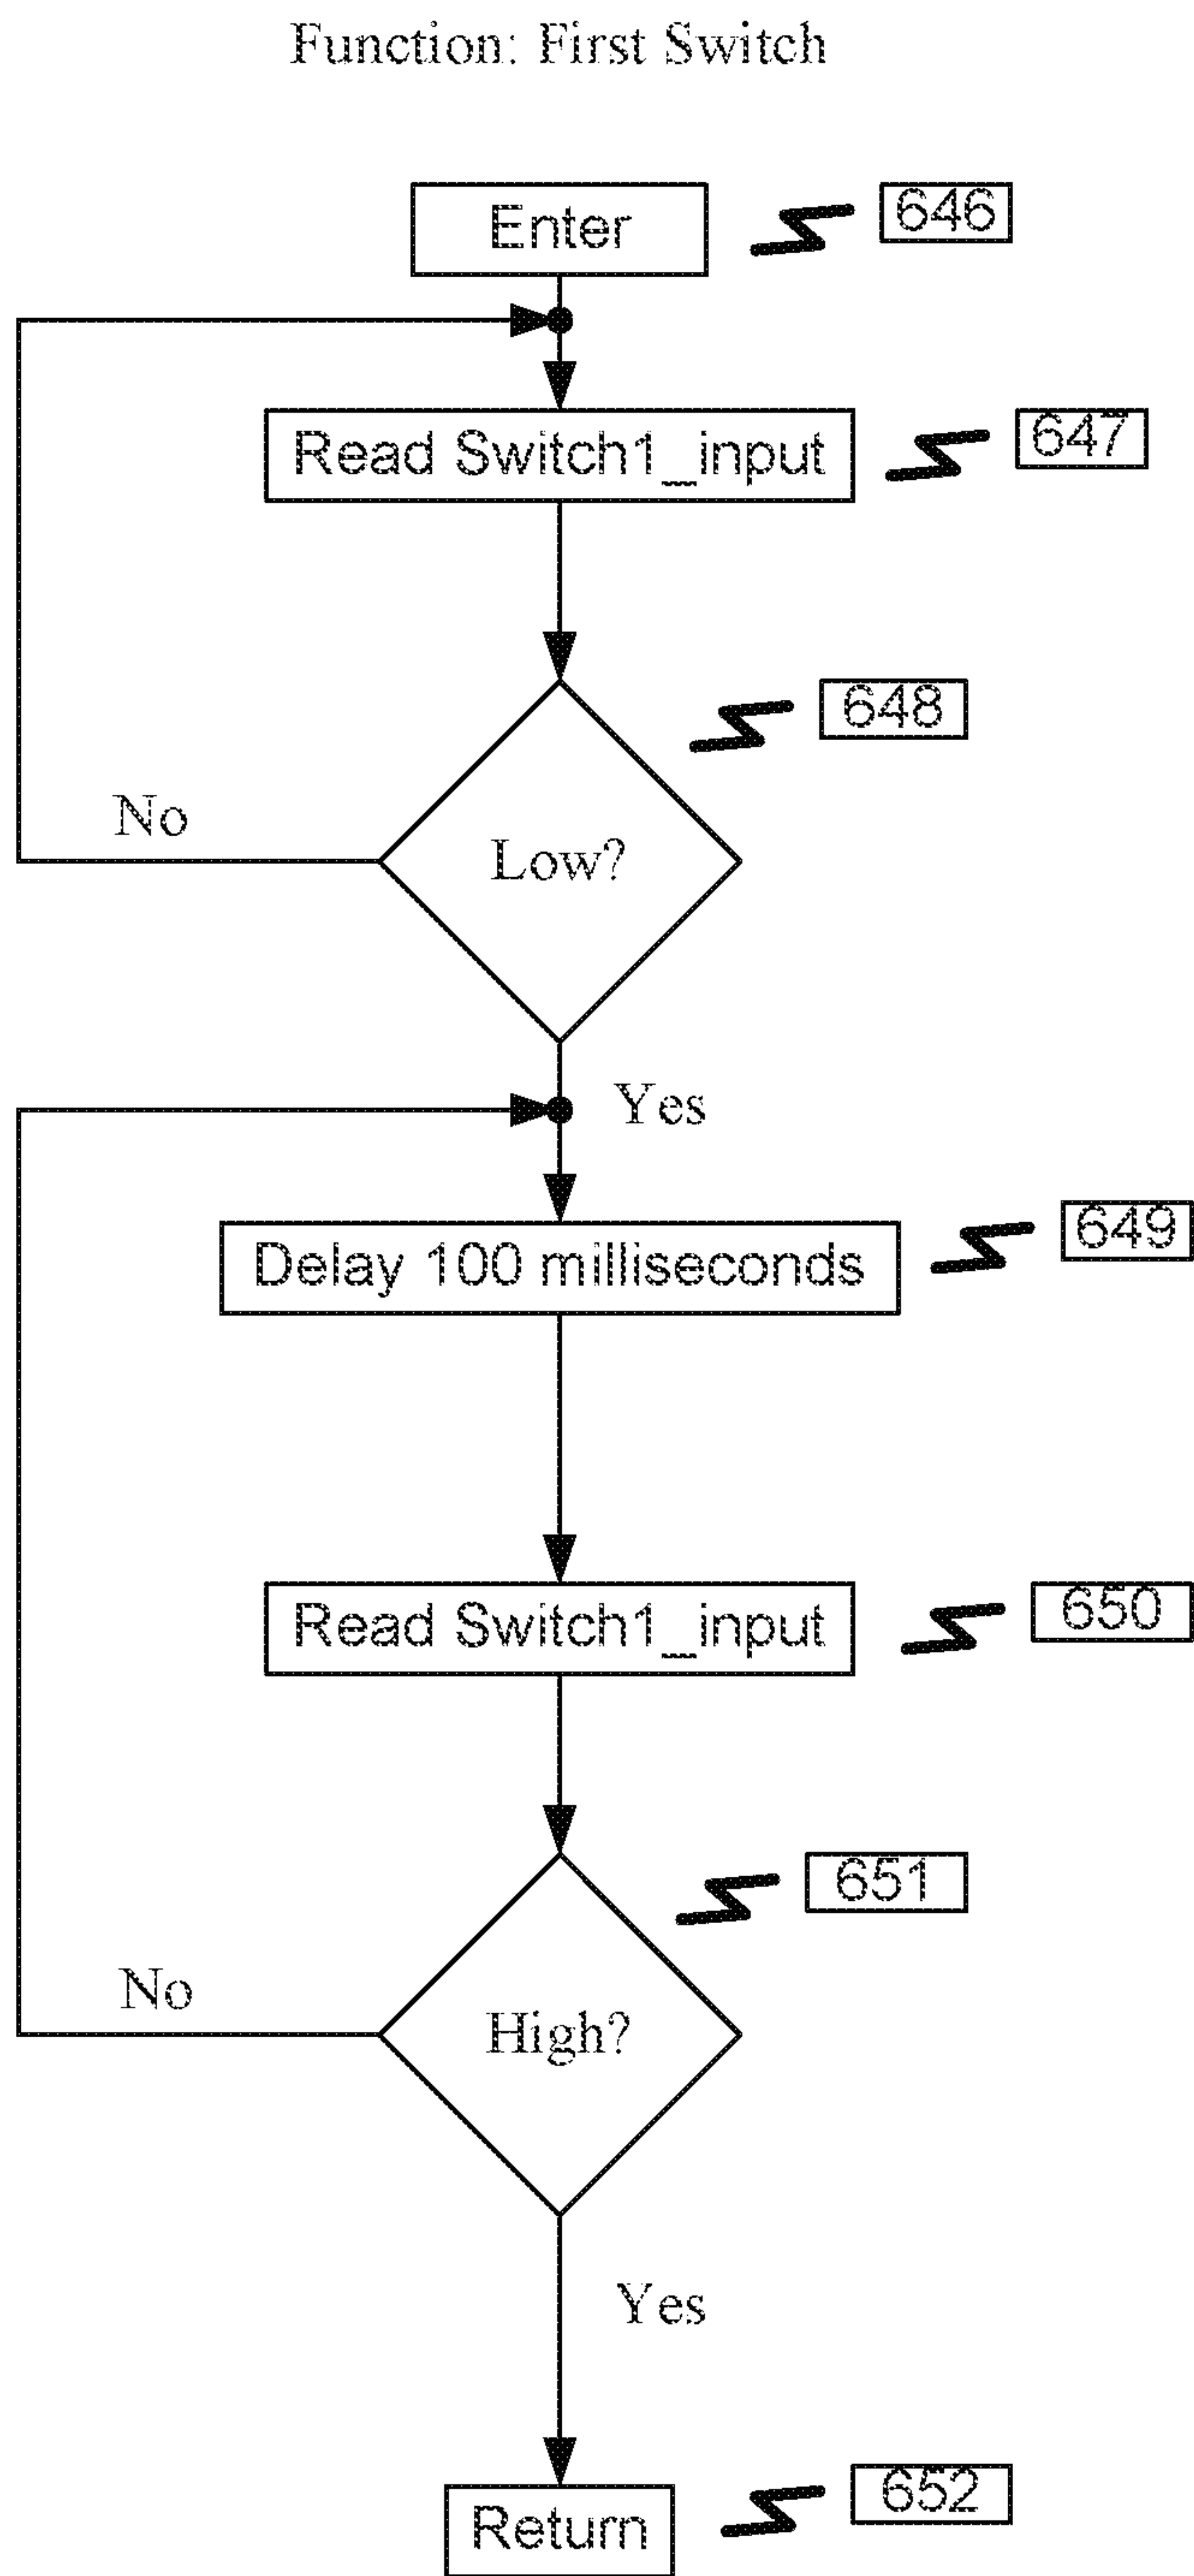 Function: First Switch
Enter
646
Read Switch1_input
647
648
Low?
No
Yes
Delay 100 milliseconds
649
Read Switch1_input
650
651
High?
No
Yes
Return
652